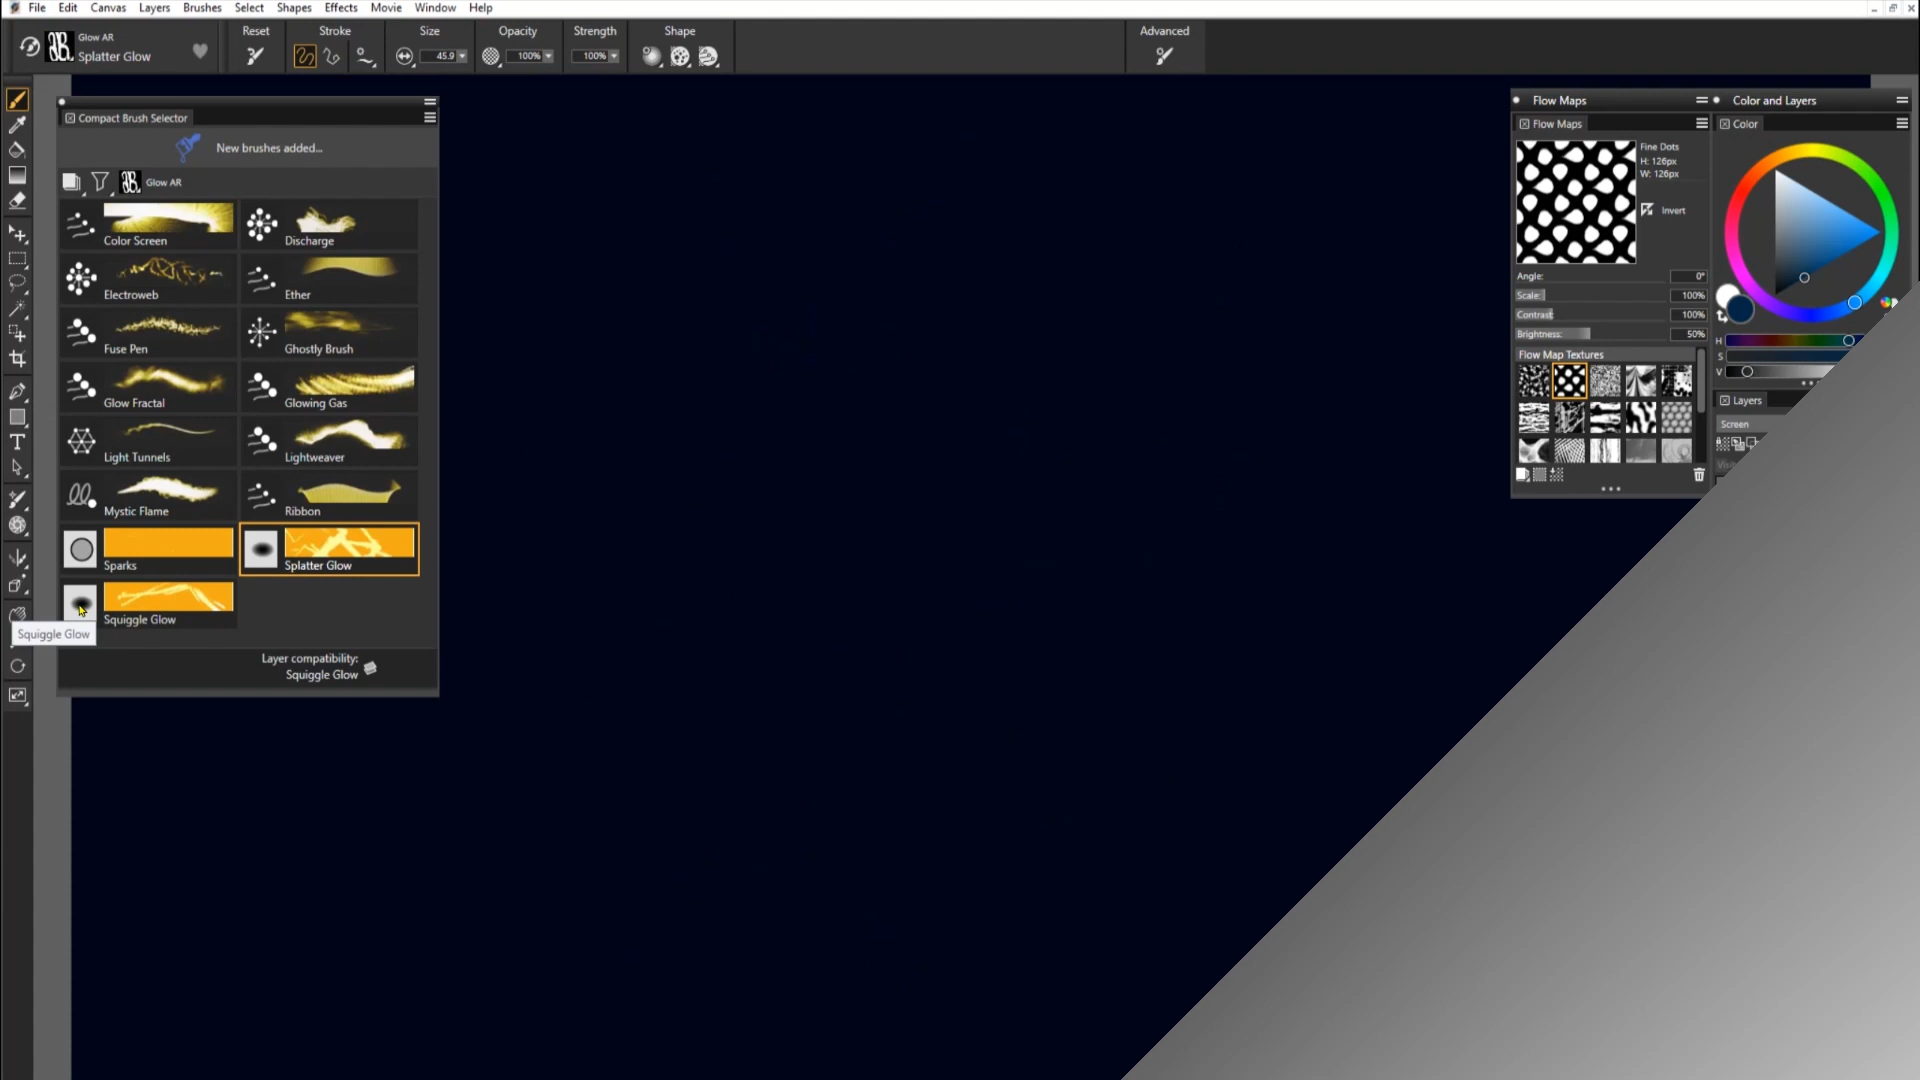 File Edit Canvas Layers Brushes Select Shapes Effects Movie Window Help
Glow AR
Splatter Glow
Reset
Stroke
Size
45.9
Opacity
100%
Strength
100%
Shape
Advanced
Compact Brush Selector
New brushes added...
Glow AR
Color Screen
Discharge
Electroweb
Ether
Fuse Pen
Ghostly Brush
Glow Fractal
Glowing Gas
Light Tunnels
Lightweaver
Mystic Flame
Ribbon
Sparks
Splatter Glow
Squiggle Glow
Squiggle Glow
Layer compatibility:
Squiggle Glow
Flow Maps
Flow Maps
Fine Dots
H: 126px
W: 126px
Invert
Angle: 0°
Scale: 100%
Contrast: 100%
Brightness: 50%
Flow Map Textures
Color and Layers
Color
H
S
V
Layers
Screen